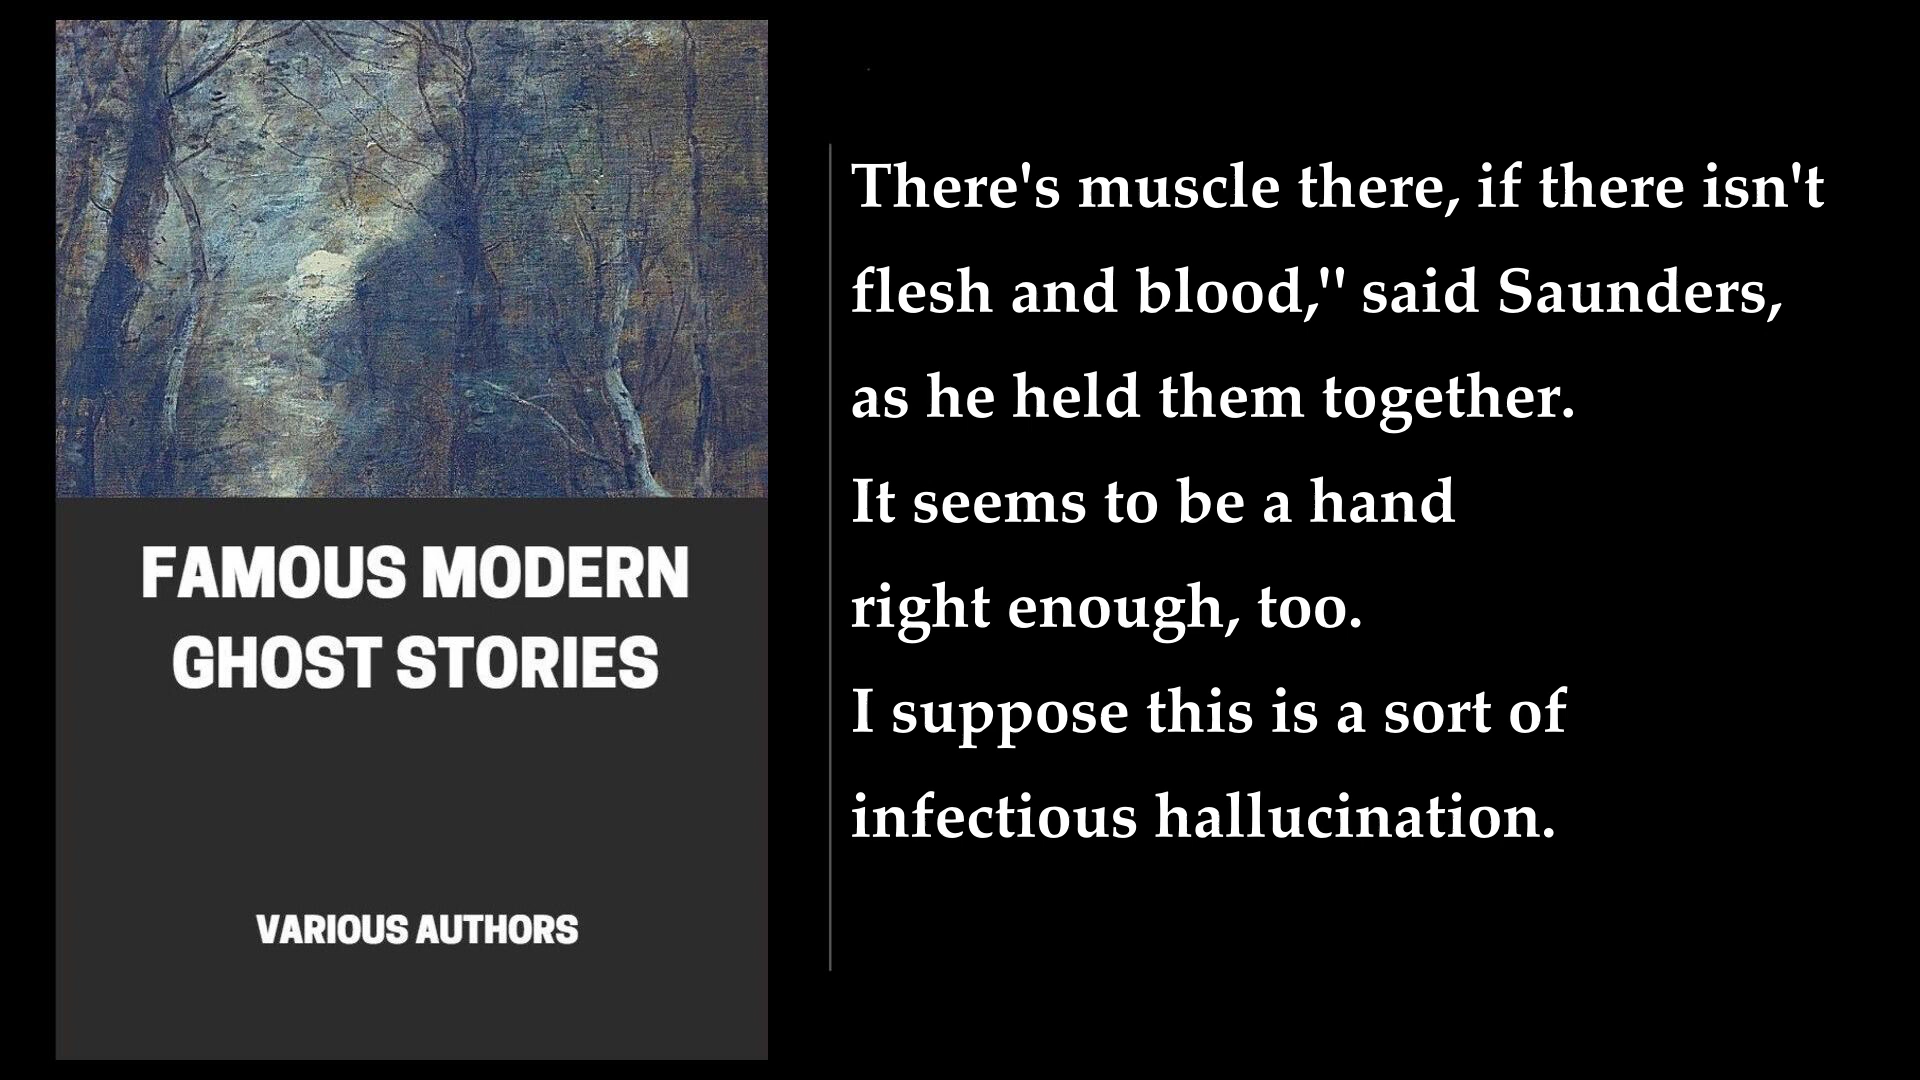 FAMOUS MODERN
GHOST STORIES
VARIOUS AUTHORS
There's muscle there, if there isn't
flesh and blood," said Saunders,
as he held them together.
It seems to be a hand
right enough, too.
I suppose this is a sort of
infectious hallucination.